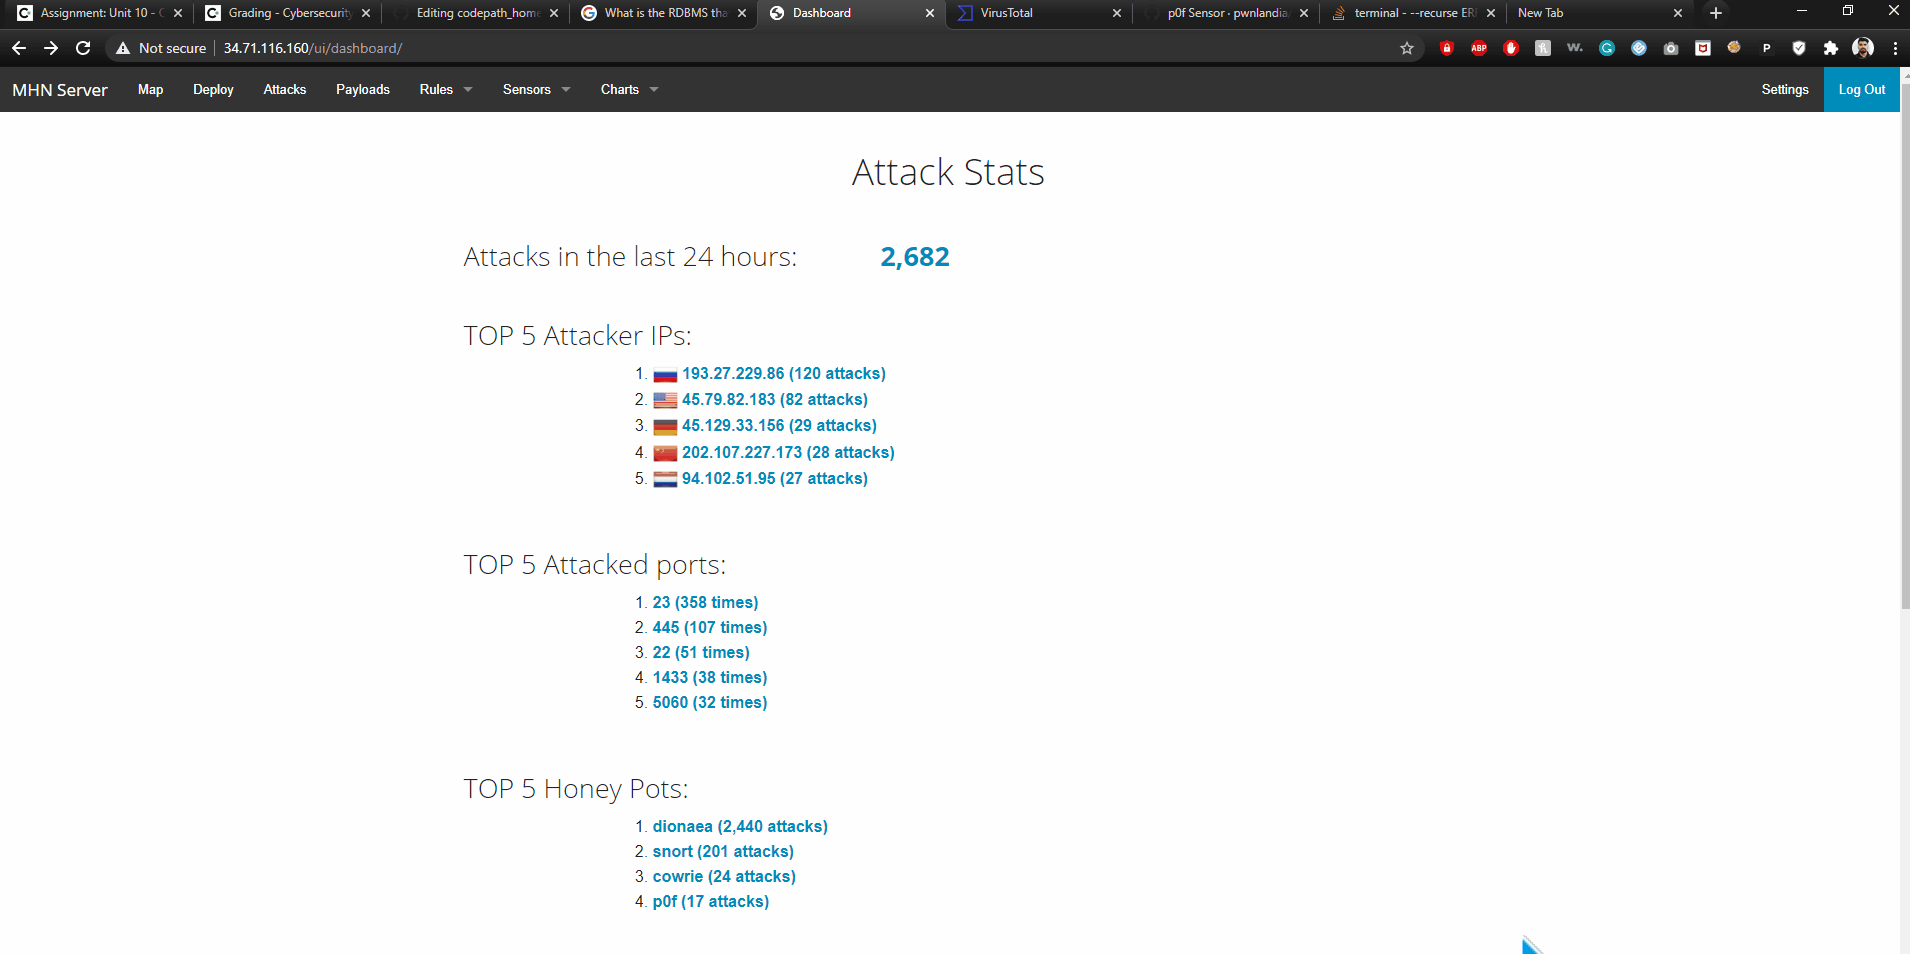 Assignment: Unit 10 - C
Grading - Cybersecurity
Editing codepath_home
What is the RDBMS tha
Dashboard
VirusTotal
p0f Sensor · pwnlandia/
terminal - --recurse ER
New Tab
Not secure
34.71.116.160/ui/dashboard/
ABP
w.
P
MHN Server
Map
Deploy
Attacks
Payloads
Rules
Sensors
Charts
Settings
Log Out
Attack Stats
Attacks in the last 24 hours: 2,682
TOP 5 Attacker IPs:
1. 193.27.229.86 (120 attacks)
2. 45.79.82.183 (82 attacks)
3. 45.129.33.156 (29 attacks)
4. 202.107.227.173 (28 attacks)
5. 94.102.51.95 (27 attacks)
TOP 5 Attacked ports:
1. 23 (358 times)
2. 445 (107 times)
3. 22 (51 times)
4. 1433 (38 times)
5. 5060 (32 times)
TOP 5 Honey Pots:
1. dionaea (2,440 attacks)
2. snort (201 attacks)
3. cowrie (24 attacks)
4. p0f (17 attacks)